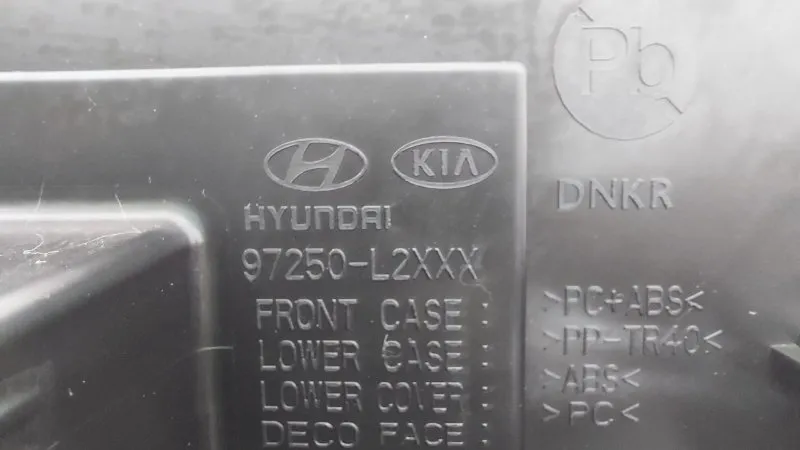 Pb
KIA
HYUNDAI
DNKR
97250-L2XXX
FRONT CASE : >PC+ABS<
LOWER CASE : >PP-TR40<
LOWER COVER : >ABS<
DECO FACE : >PC<